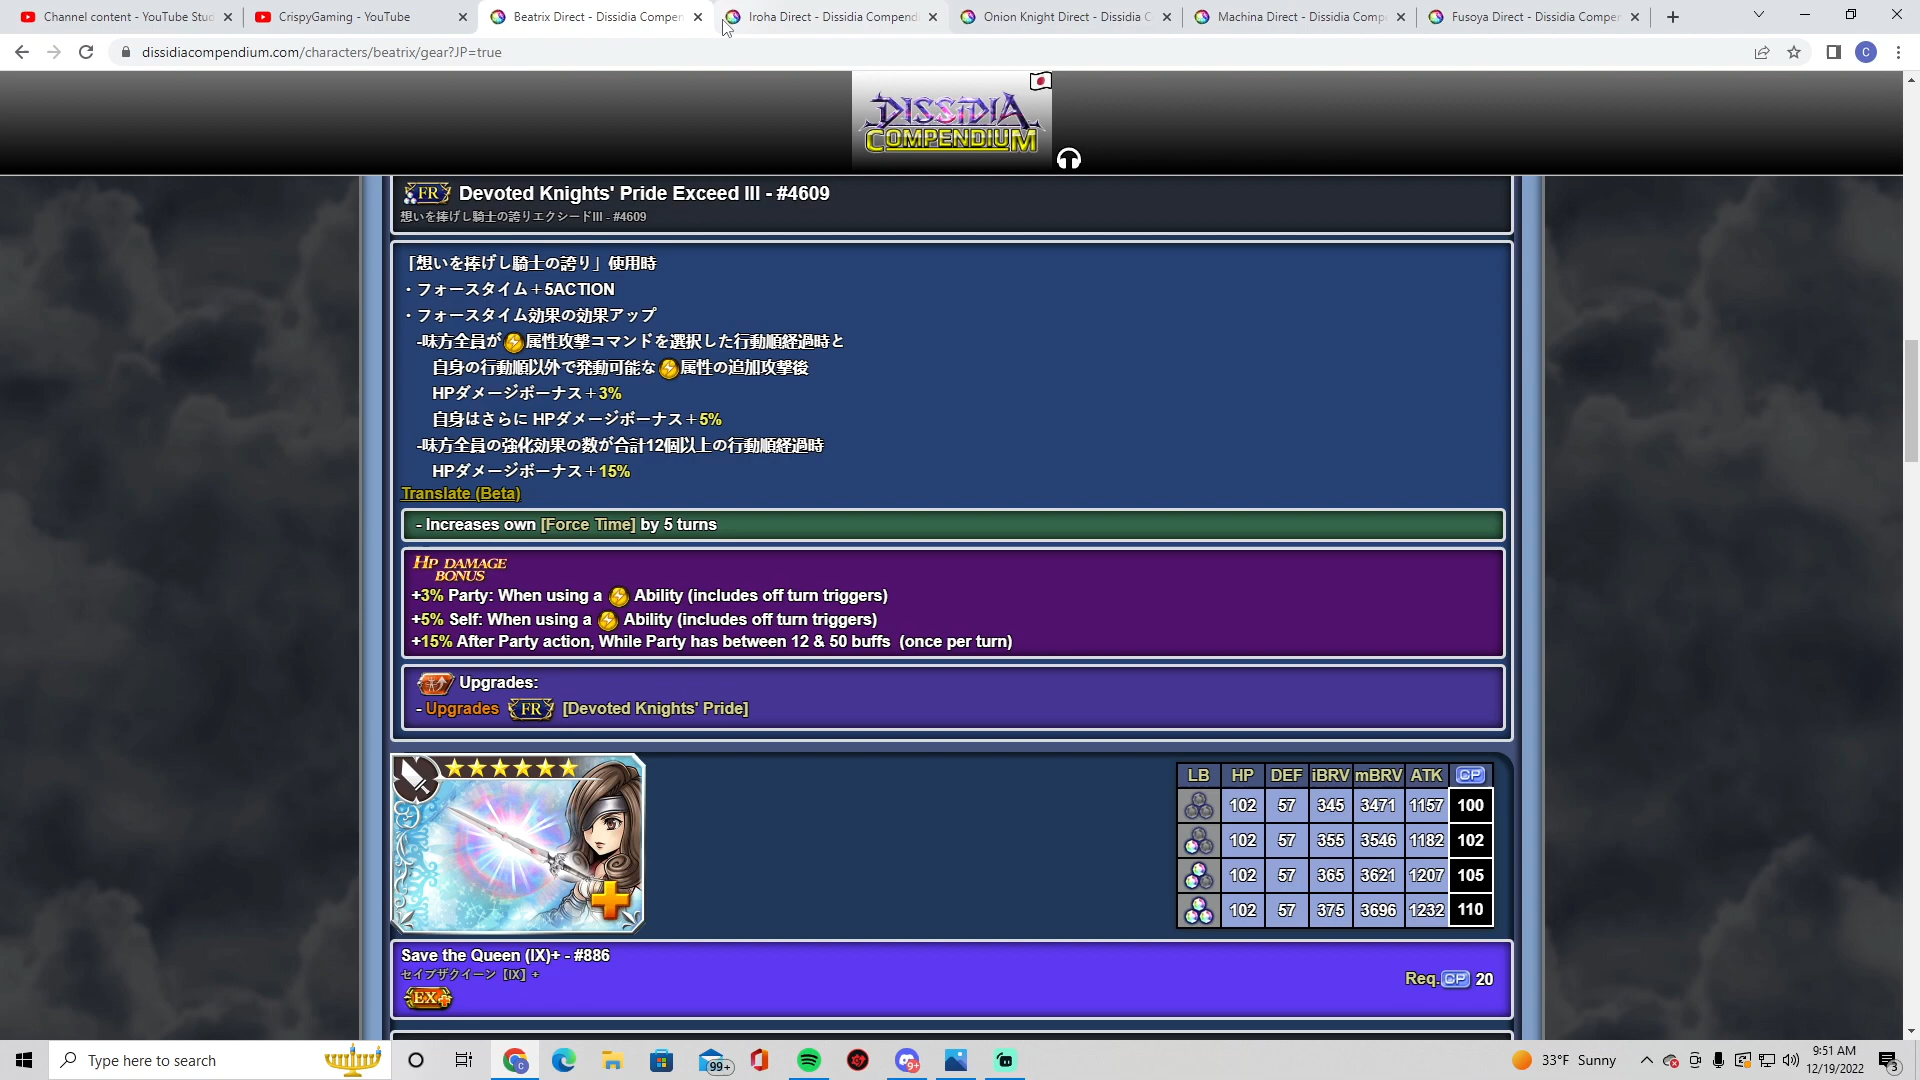 Channel content - YouTube Stud
CrispyGaming - YouTube
Beatrix Direct - Dissidia Compen
Iroha Direct - Dissidia Compendi
Onion Knight Direct - Dissidia C
Machina Direct - Dissidia Compe
Fusoya Direct - Dissidia Compen
dissidiacompendium.com/characters/beatrix/gear?JP=true
C
DISSIDIA
COMPENDIUM
FR Devoted Knights' Pride Exceed III - #4609
想いを捧げし騎士の誇りエクシードIII - #4609
「想いを捧げし騎士の誇り」使用時
・フォースタイム＋5ACTION
・フォースタイム効果の効果アップ
-味方全員が属性攻撃コマンドを選択した行動順経過時と
自身の行動順以外で発動可能な属性の追加攻撃後
HPダメージボーナス＋3%
自身はさらに HPダメージボーナス＋5%
-味方全員の強化効果の数が合計12個以上の行動順経過時
HPダメージボーナス＋15%
Translate (Beta)
- Increases own [Force Time] by 5 turns
HP DAMAGE
BONUS
+3% Party: When using a Ability (includes off turn triggers)
+5% Self: When using a Ability (includes off turn triggers)
+15% After Party action, While Party has between 12 & 50 buffs (once per turn)
Upgrades:
- Upgrades FR [Devoted Knights' Pride]
LB HP DEF iBRV mBRV ATK CP
102 57 345 3471 1157 100
102 57 355 3546 1182 102
102 57 365 3621 1207 105
102 57 375 3696 1232 110
Save the Queen (IX)+ - #886
セイブザクイーン【IX】+
EX+
Req. CP 20
Type here to search
99+
9+
33°F Sunny
9:51 AM
12/19/2022
3